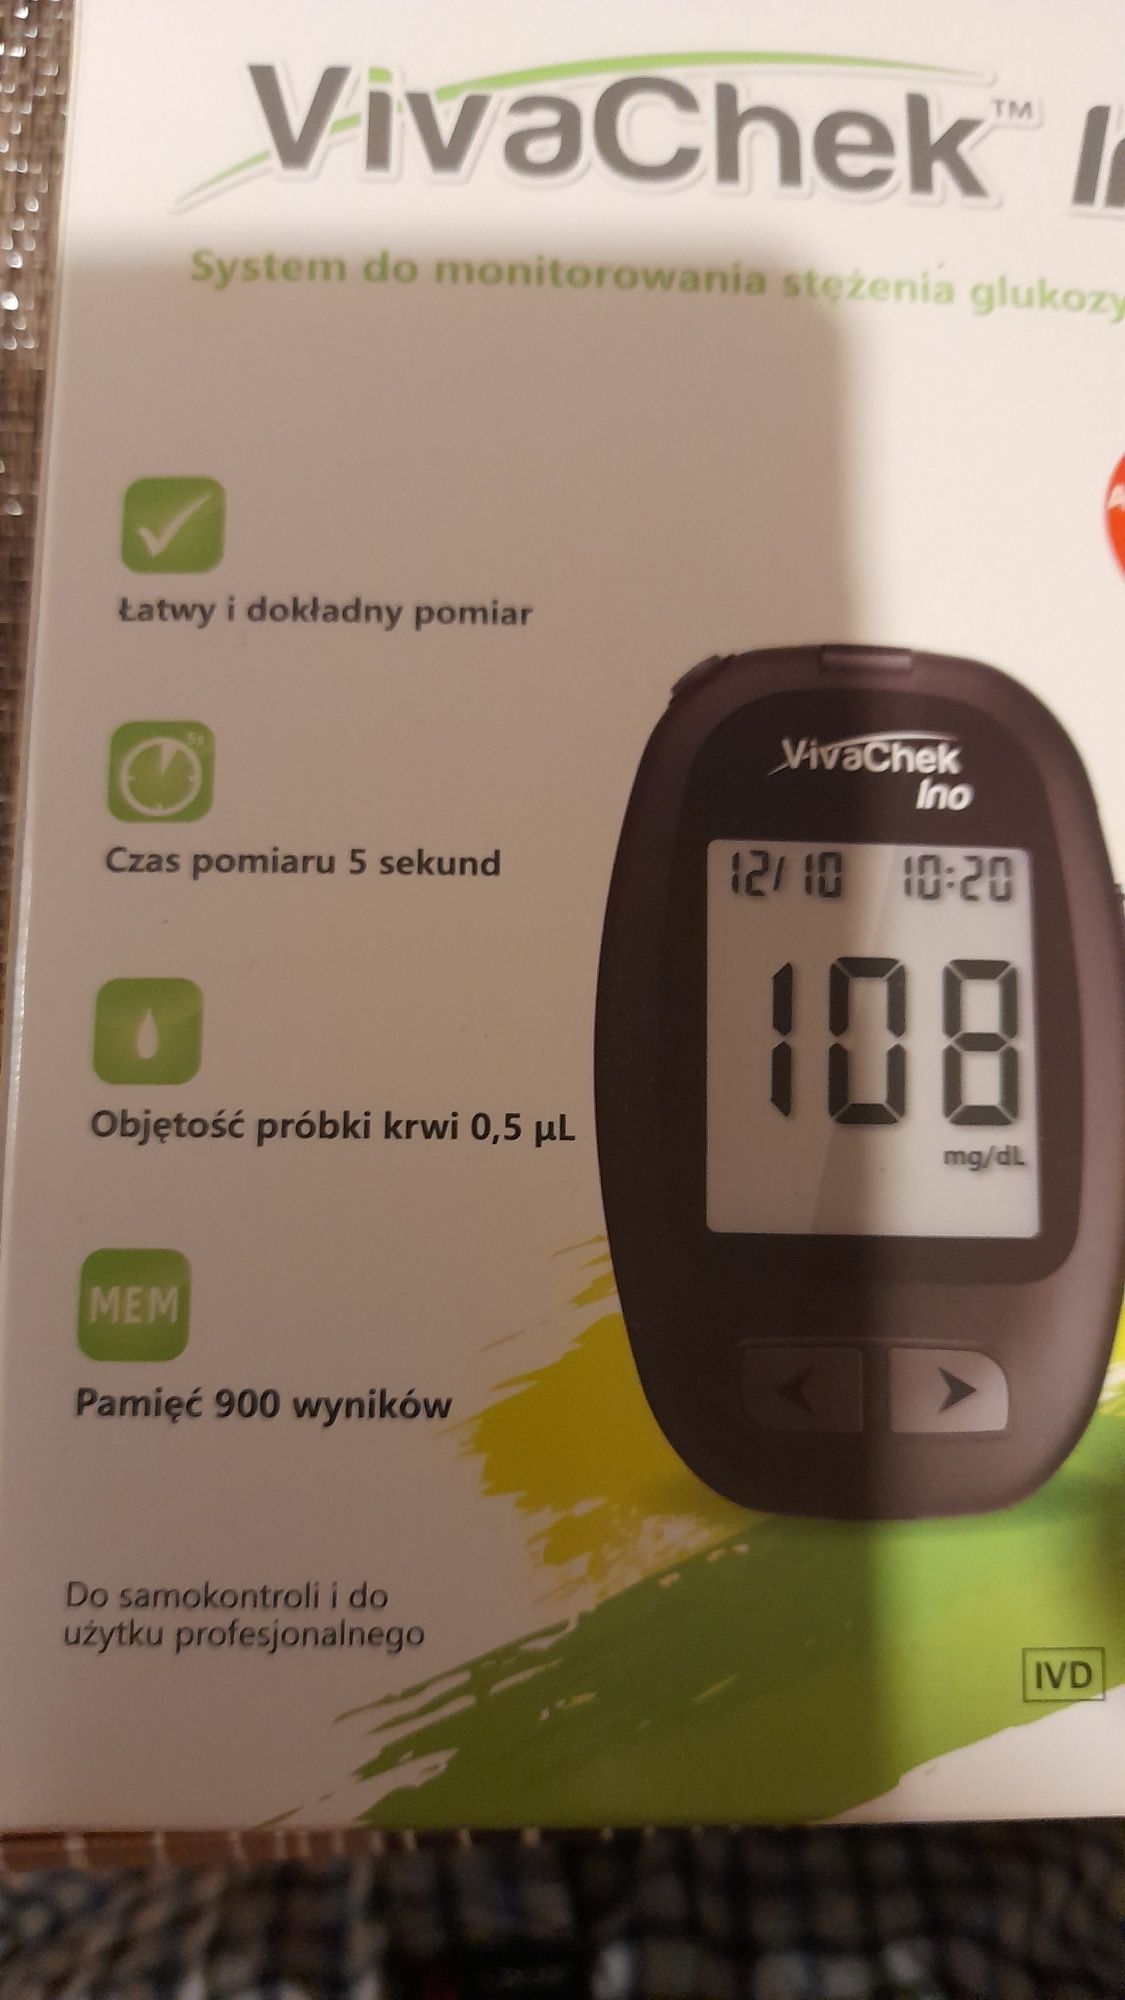 VivaChek™
System do monitorowania stężenia glukozy
Łatwy i dokładny pomiar
5s
Czas pomiaru 5 sekund
Objętość próbki krwi 0,5 µL
MEM
Pamięć 900 wyników
Do samokontroli i do
użytku profesjonalnego
VivaChek
Ino
12/10 10:20
108
mg/dL
IVD